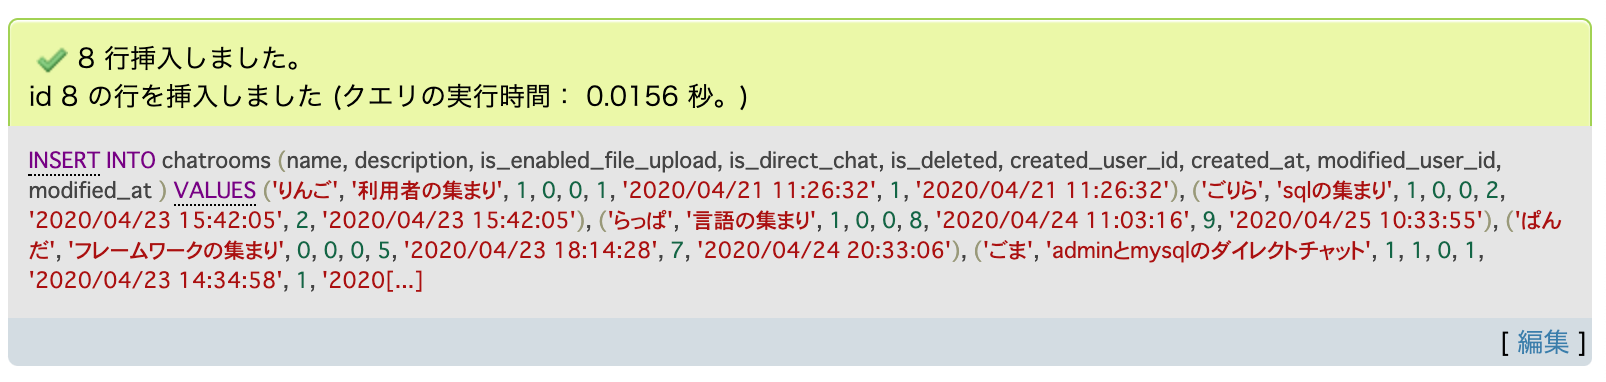 8 行挿入しました。
id 8 の行を挿入しました (クエリの実行時間： 0.0156 秒。)
INSERT INTO chatrooms (name, description, is_enabled_file_upload, is_direct_chat, is_deleted, created_user_id, created_at, modified_user_id,
modified_at ) VALUES ('りんご', '利用者の集まり', 1, 0, 0, 1, '2020/04/21 11:26:32', 1, '2020/04/21 11:26:32'), ('ごりら', 'sqlの集まり', 1, 0, 0, 2,
'2020/04/23 15:42:05', 2, '2020/04/23 15:42:05'), ('らっぱ', '言語の集まり', 1, 0, 0, 8, '2020/04/24 11:03:16', 9, '2020/04/25 10:33:55'), ('ぱん
だ', 'フレームワークの集まり', 0, 0, 0, 5, '2020/04/23 18:14:28', 7, '2020/04/24 20:33:06'), ('ごま', 'adminとmysqlのダイレクトチャット', 1, 1, 0, 1,
'2020/04/23 14:34:58', 1, '2020[...]
[ 編集 ]